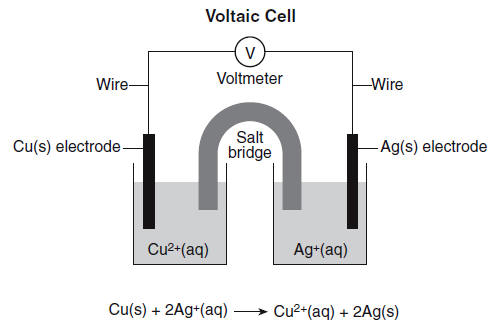 Voltaic Cell
V
Voltmeter
Wire
Wire
Cu(s) electrode
Salt
bridge
Ag(s) electrode
Cu²⁺(aq)
Ag⁺(aq)
Cu(s) + 2Ag⁺(aq) ⟶ Cu²⁺(aq) + 2Ag(s)